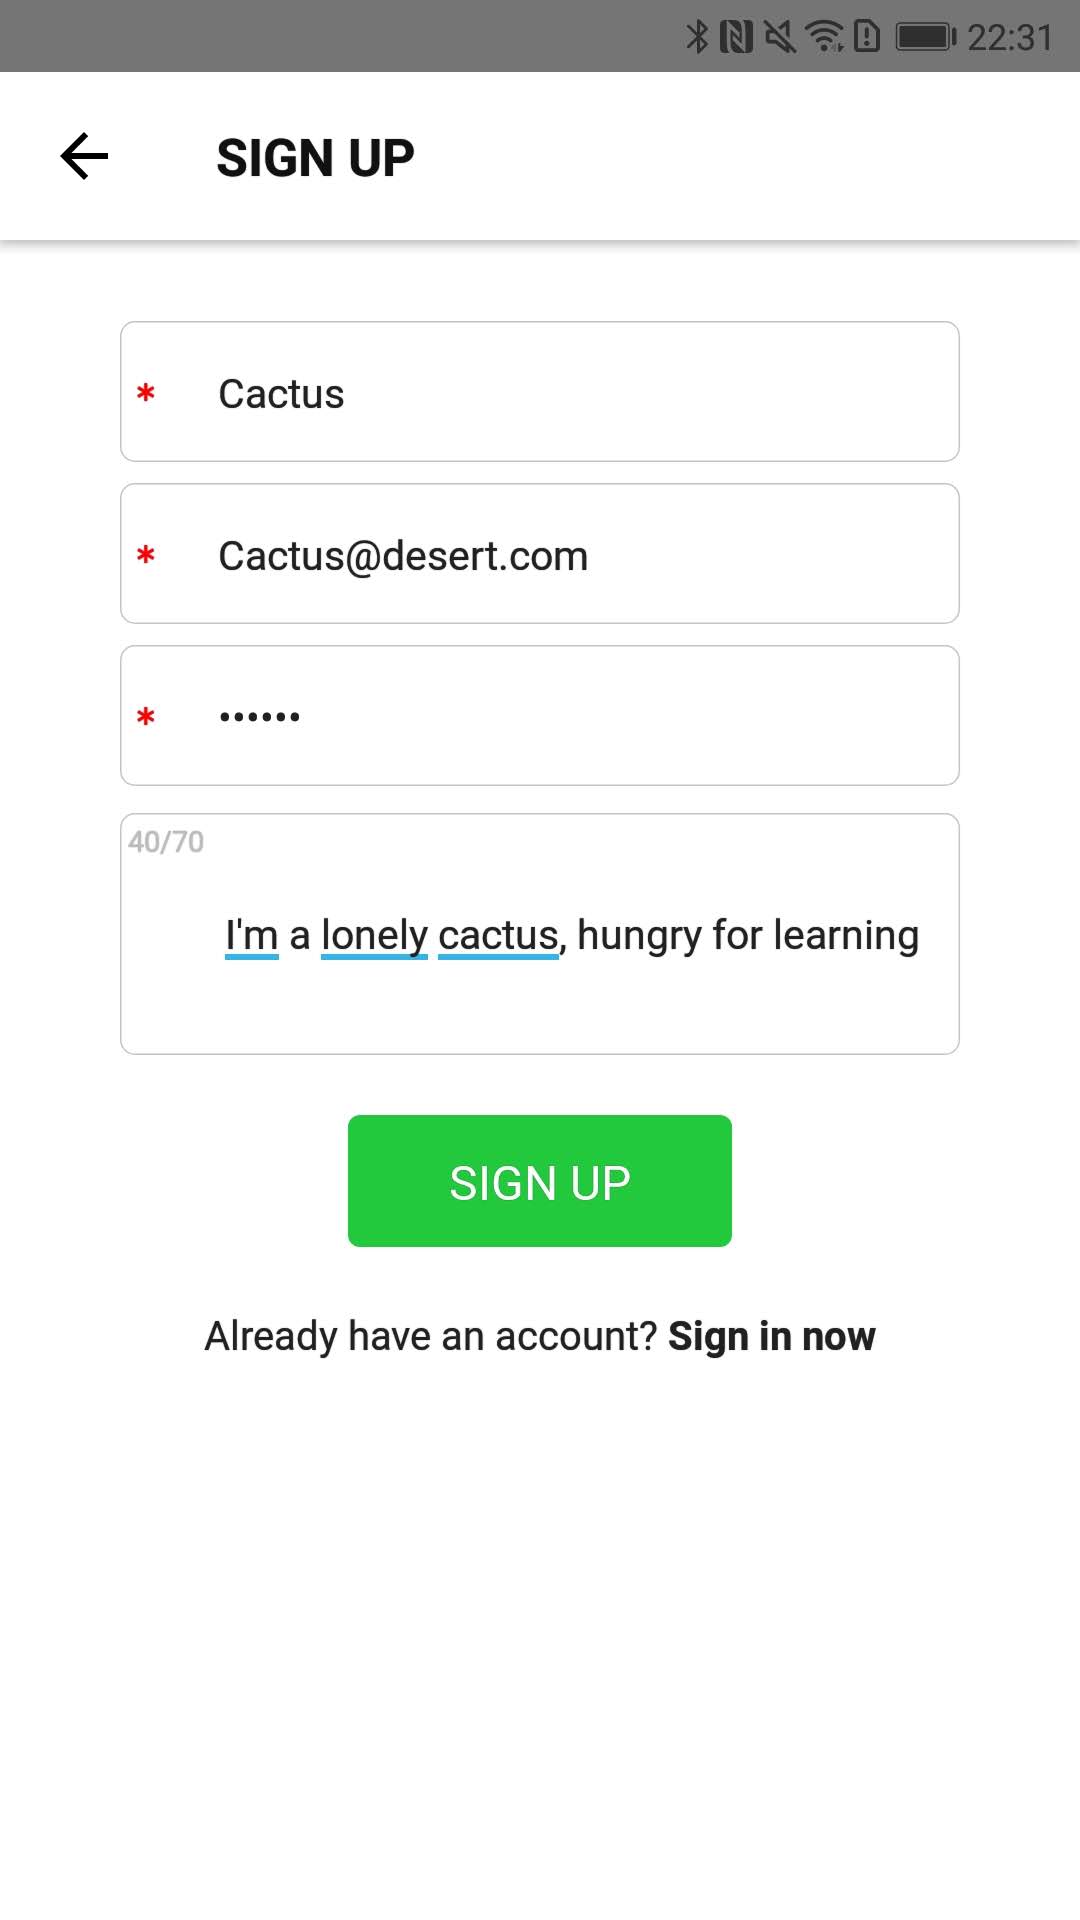 22:31
SIGN UP
* Cactus
* Cactus@desert.com
* ••••••
40/70
I'm a lonely cactus, hungry for learning
SIGN UP
Already have an account? Sign in now